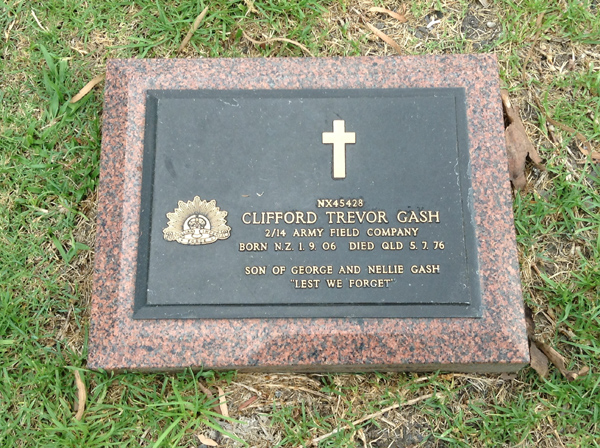 NX45428
CLIFFORD TREVOR GASH
2/14 ARMY FIELD COMPANY
BORN N.Z. 1. 9. 06 DIED QLD 5. 7. 76
SON OF GEORGE AND NELLIE GASH
"LEST WE FORGET"